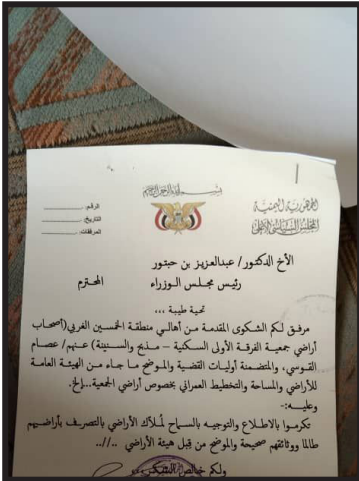 بسم الله الرحمن الرحيم
الجمهورية اليمنية
المجلس السياسي الأعلى
الرقم:
التاريخ:
المرفقات:
الأخ الدكتور/ عبدالعزيز بن حبتور
رئيس مجلس الوزراء المحترم
تحية طيبة ،،،
مرفق لكم الشكوى المقدمة من أهالي منطقة الخمسين الغربي(أصحاب
أراضي جمعية الفرقة الأولى السكنية – مذبح والسنينة) عنهم/ عصام
القوسي، والمتضمنة أوليات القضية والموضح ما جاء من الهيئة العامة
للأراضي والمساحة والتخطيط العمراني بخصوص أراضي الجمعية...إلخ.
وعليـــه:-
تكرموا بالاطلاع والتوجيه بالسماح لملاك الأراضي بالتصرف بأراضيهم
طالما ووثائقهم صحيحة والموضح من قبل هيئة الأراضي ..//..
ولكم خالص الشكر